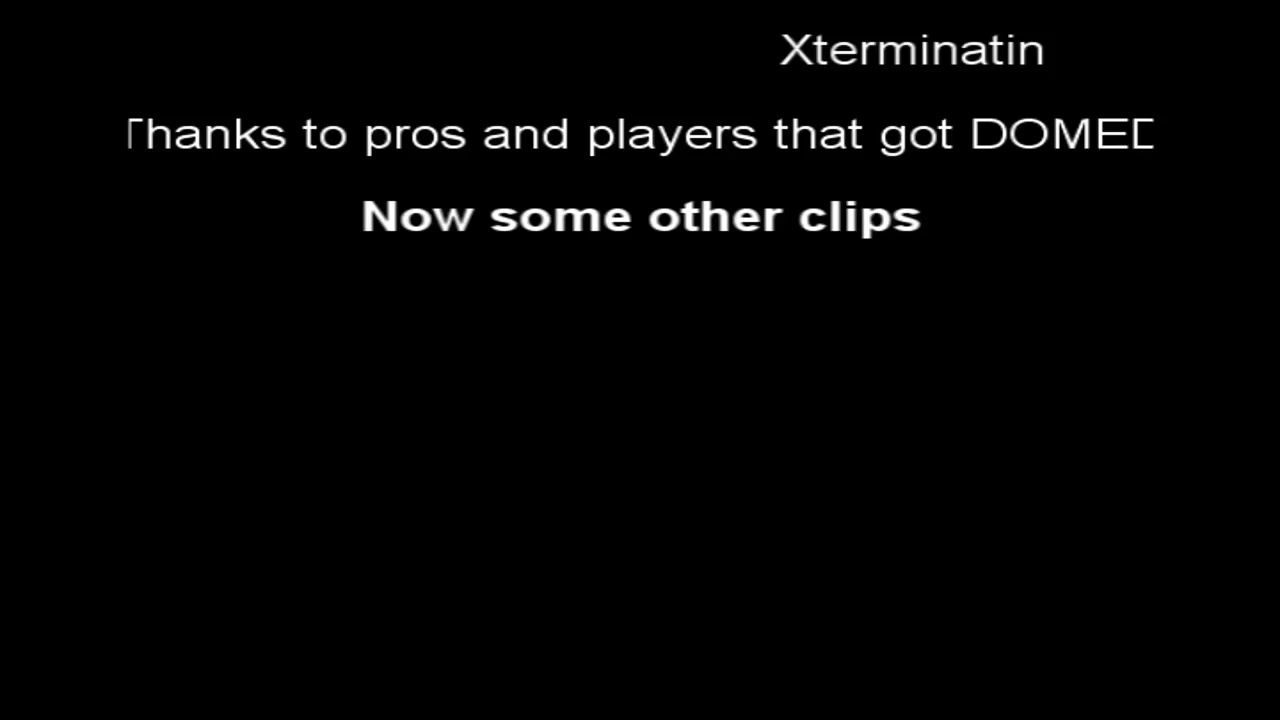 Xterminatin
Thanks to pros and players that got DOMED
Now some other clips